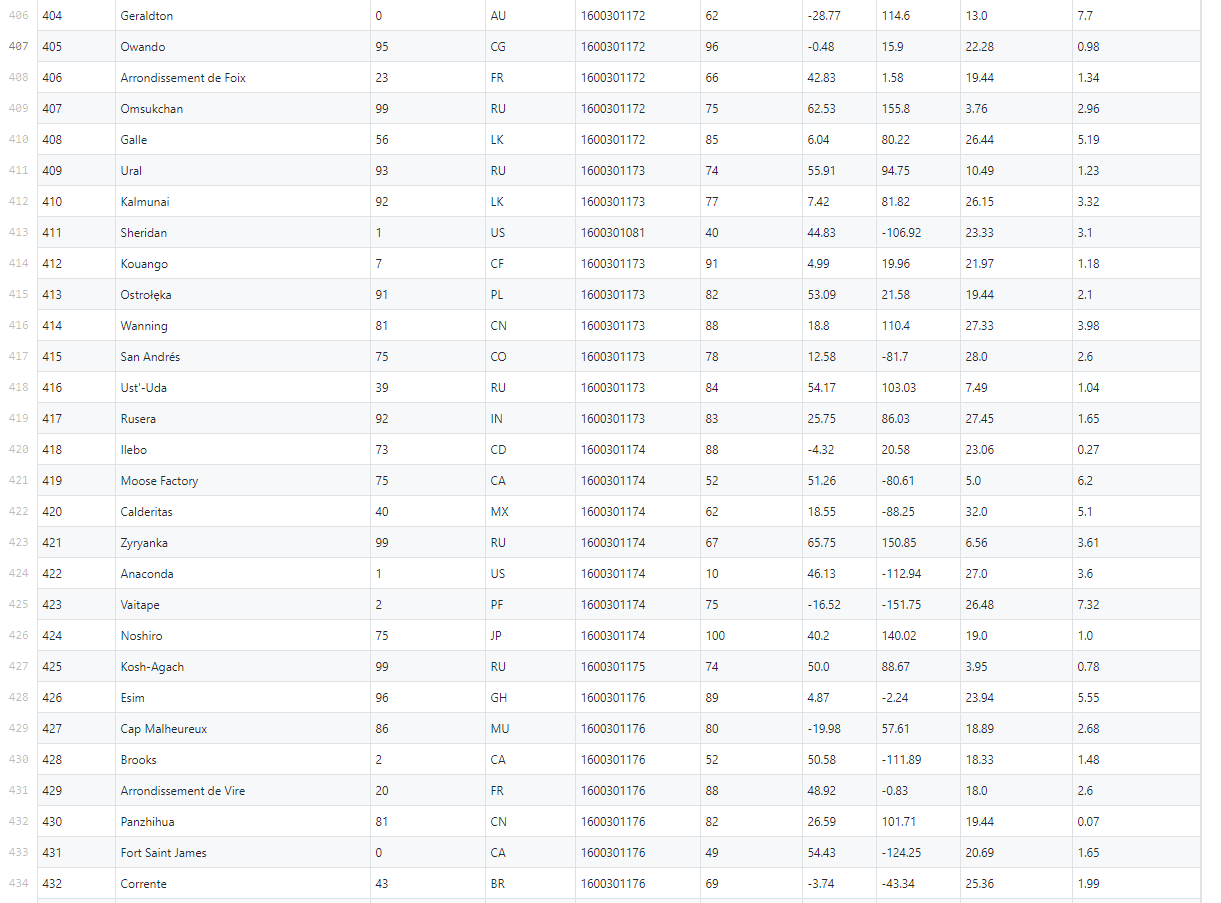 406 404 Geraldton 0 AU 1600301172 62 -28.77 114.6 13.0 7.7
407 405 Owando 95 CG 1600301172 96 -0.48 15.9 22.28 0.98
408 406 Arrondissement de Foix 23 FR 1600301172 66 42.83 1.58 19.44 1.34
409 407 Omsukchan 99 RU 1600301172 75 62.53 155.8 3.76 2.96
410 408 Galle 56 LK 1600301172 85 6.04 80.22 26.44 5.19
411 409 Ural 93 RU 1600301172 74 55.91 94.75 10.49 1.23
412 410 Kalmunai 92 LK 1600301173 77 7.42 81.82 26.15 3.32
413 411 Sheridan 1 US 1600301081 40 44.83 -106.92 23.33 3.1
414 412 Kouango 7 CF 1600301173 91 4.99 19.96 21.97 1.18
415 413 Ostrołęka 91 PL 1600301173 82 53.09 21.58 19.44 2.1
416 414 Wanning 81 CN 1600301173 88 18.8 110.4 27.33 3.98
417 415 San Andrés 75 CO 1600301173 78 12.58 -81.7 28.0 2.6
418 416 Ust'-Uda 39 RU 1600301173 84 54.17 103.03 7.49 1.04
419 417 Rusera 92 IN 1600301173 83 25.75 86.03 27.45 1.65
420 418 Ilebo 73 CD 1600301174 88 -4.32 20.58 23.06 0.27
421 419 Moose Factory 75 CA 1600301174 52 51.26 -80.61 5.0 6.2
422 420 Calderitas 40 MX 1600301174 62 18.55 -88.25 32.0 5.1
423 421 Zyryanka 99 RU 1600301174 67 65.75 150.85 6.56 3.61
424 422 Anaconda 1 US 1600301174 10 46.13 -112.94 27.0 3.6
425 423 Vaitape 2 PF 1600301174 75 -16.52 -151.75 26.48 7.32
426 424 Noshiro 75 JP 1600301174 100 40.2 140.02 19.0 1.0
427 425 Kosh-Agach 99 RU 1600301175 74 50.0 88.67 3.95 0.78
428 426 Esim 96 GH 1600301176 89 4.87 -2.24 23.94 5.55
429 427 Cap Malheureux 86 MU 1600301176 80 -19.98 57.61 18.89 2.68
430 428 Brooks 2 CA 1600301176 52 50.58 -111.89 18.33 1.48
431 429 Arrondissement de Vire 20 FR 1600301176 88 48.92 -0.83 18.0 2.6
432 430 Panzhihua 81 CN 1600301176 82 26.59 101.71 19.44 0.07
433 431 Fort Saint James 0 CA 1600301176 49 54.43 -124.25 20.69 1.65
434 432 Corrente 43 BR 1600301176 69 -3.74 -43.34 25.36 1.99